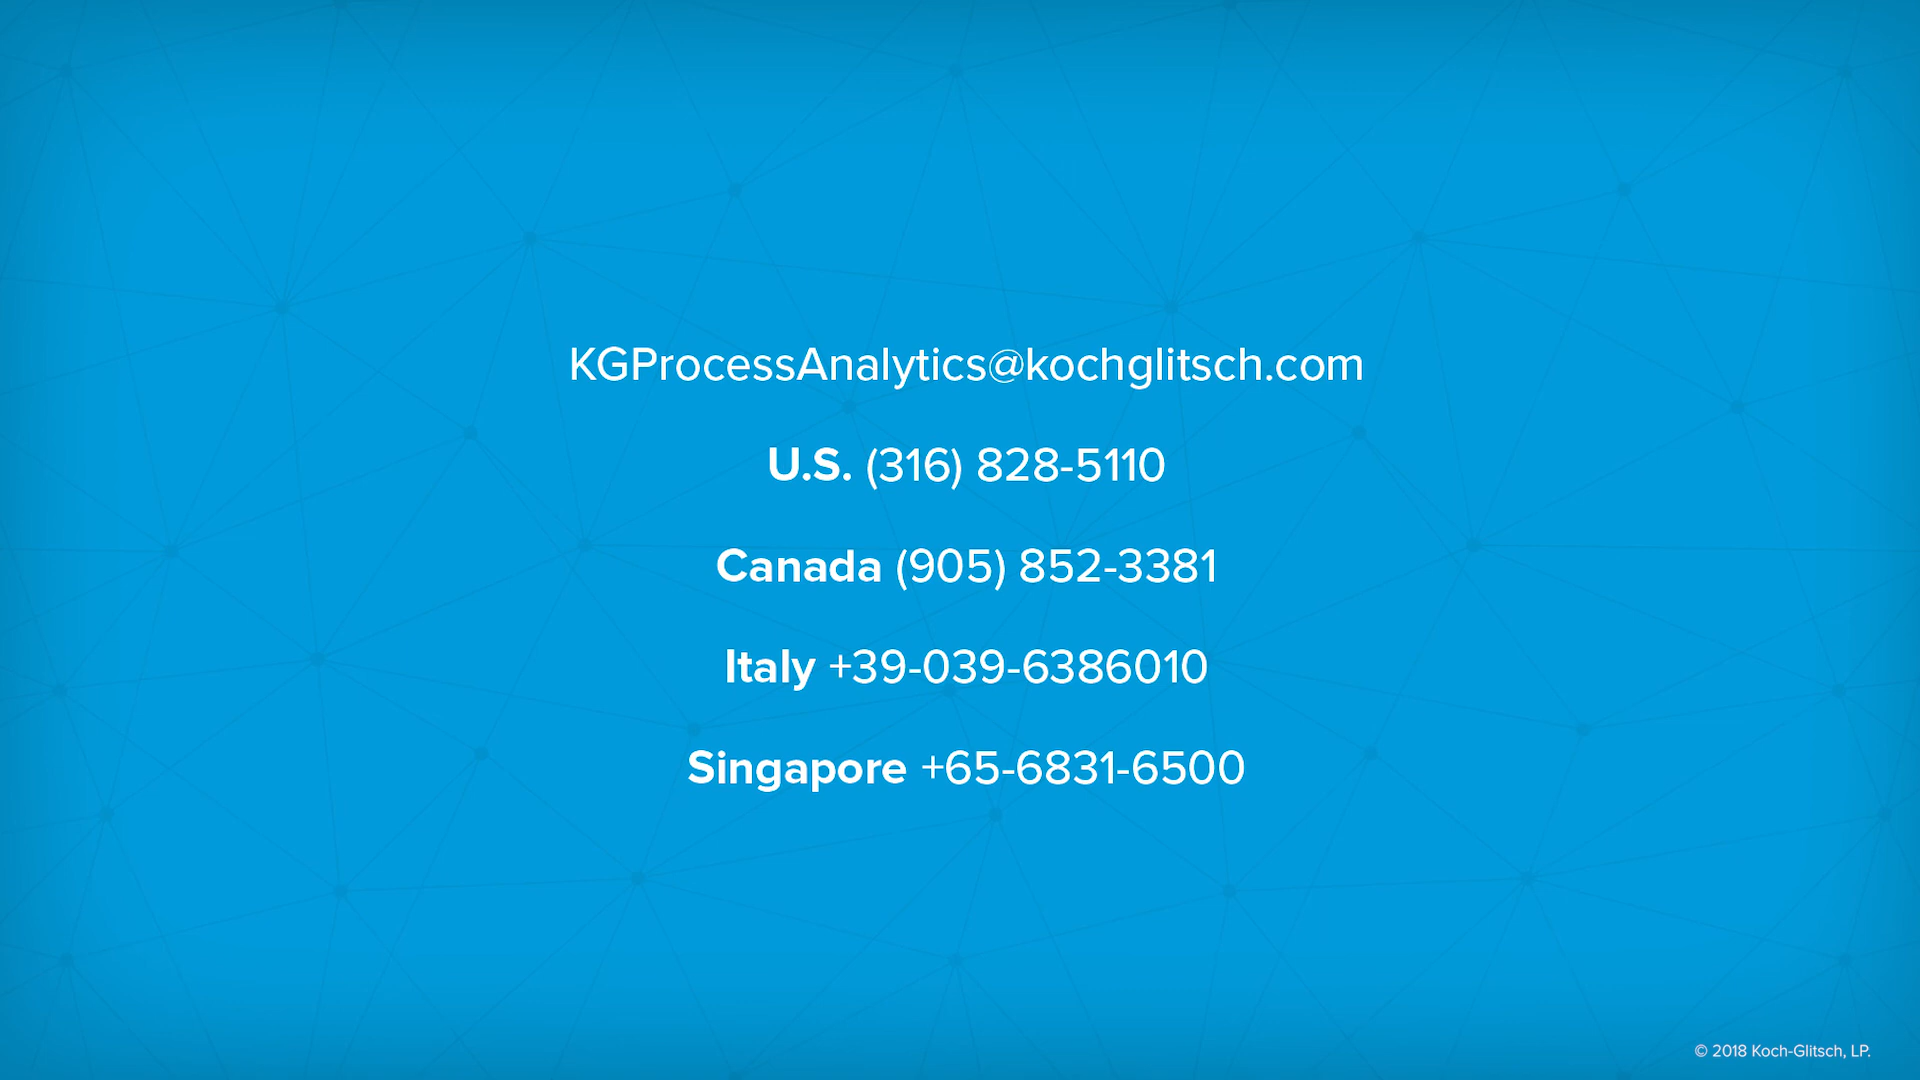 KGProcessAnalytics@kochglitsch.com
U.S. (316) 828-5110
Canada (905) 852-3381
Italy +39-039-6386010
Singapore +65-6831-6500
© 2018 Koch-Glitsch, LP.